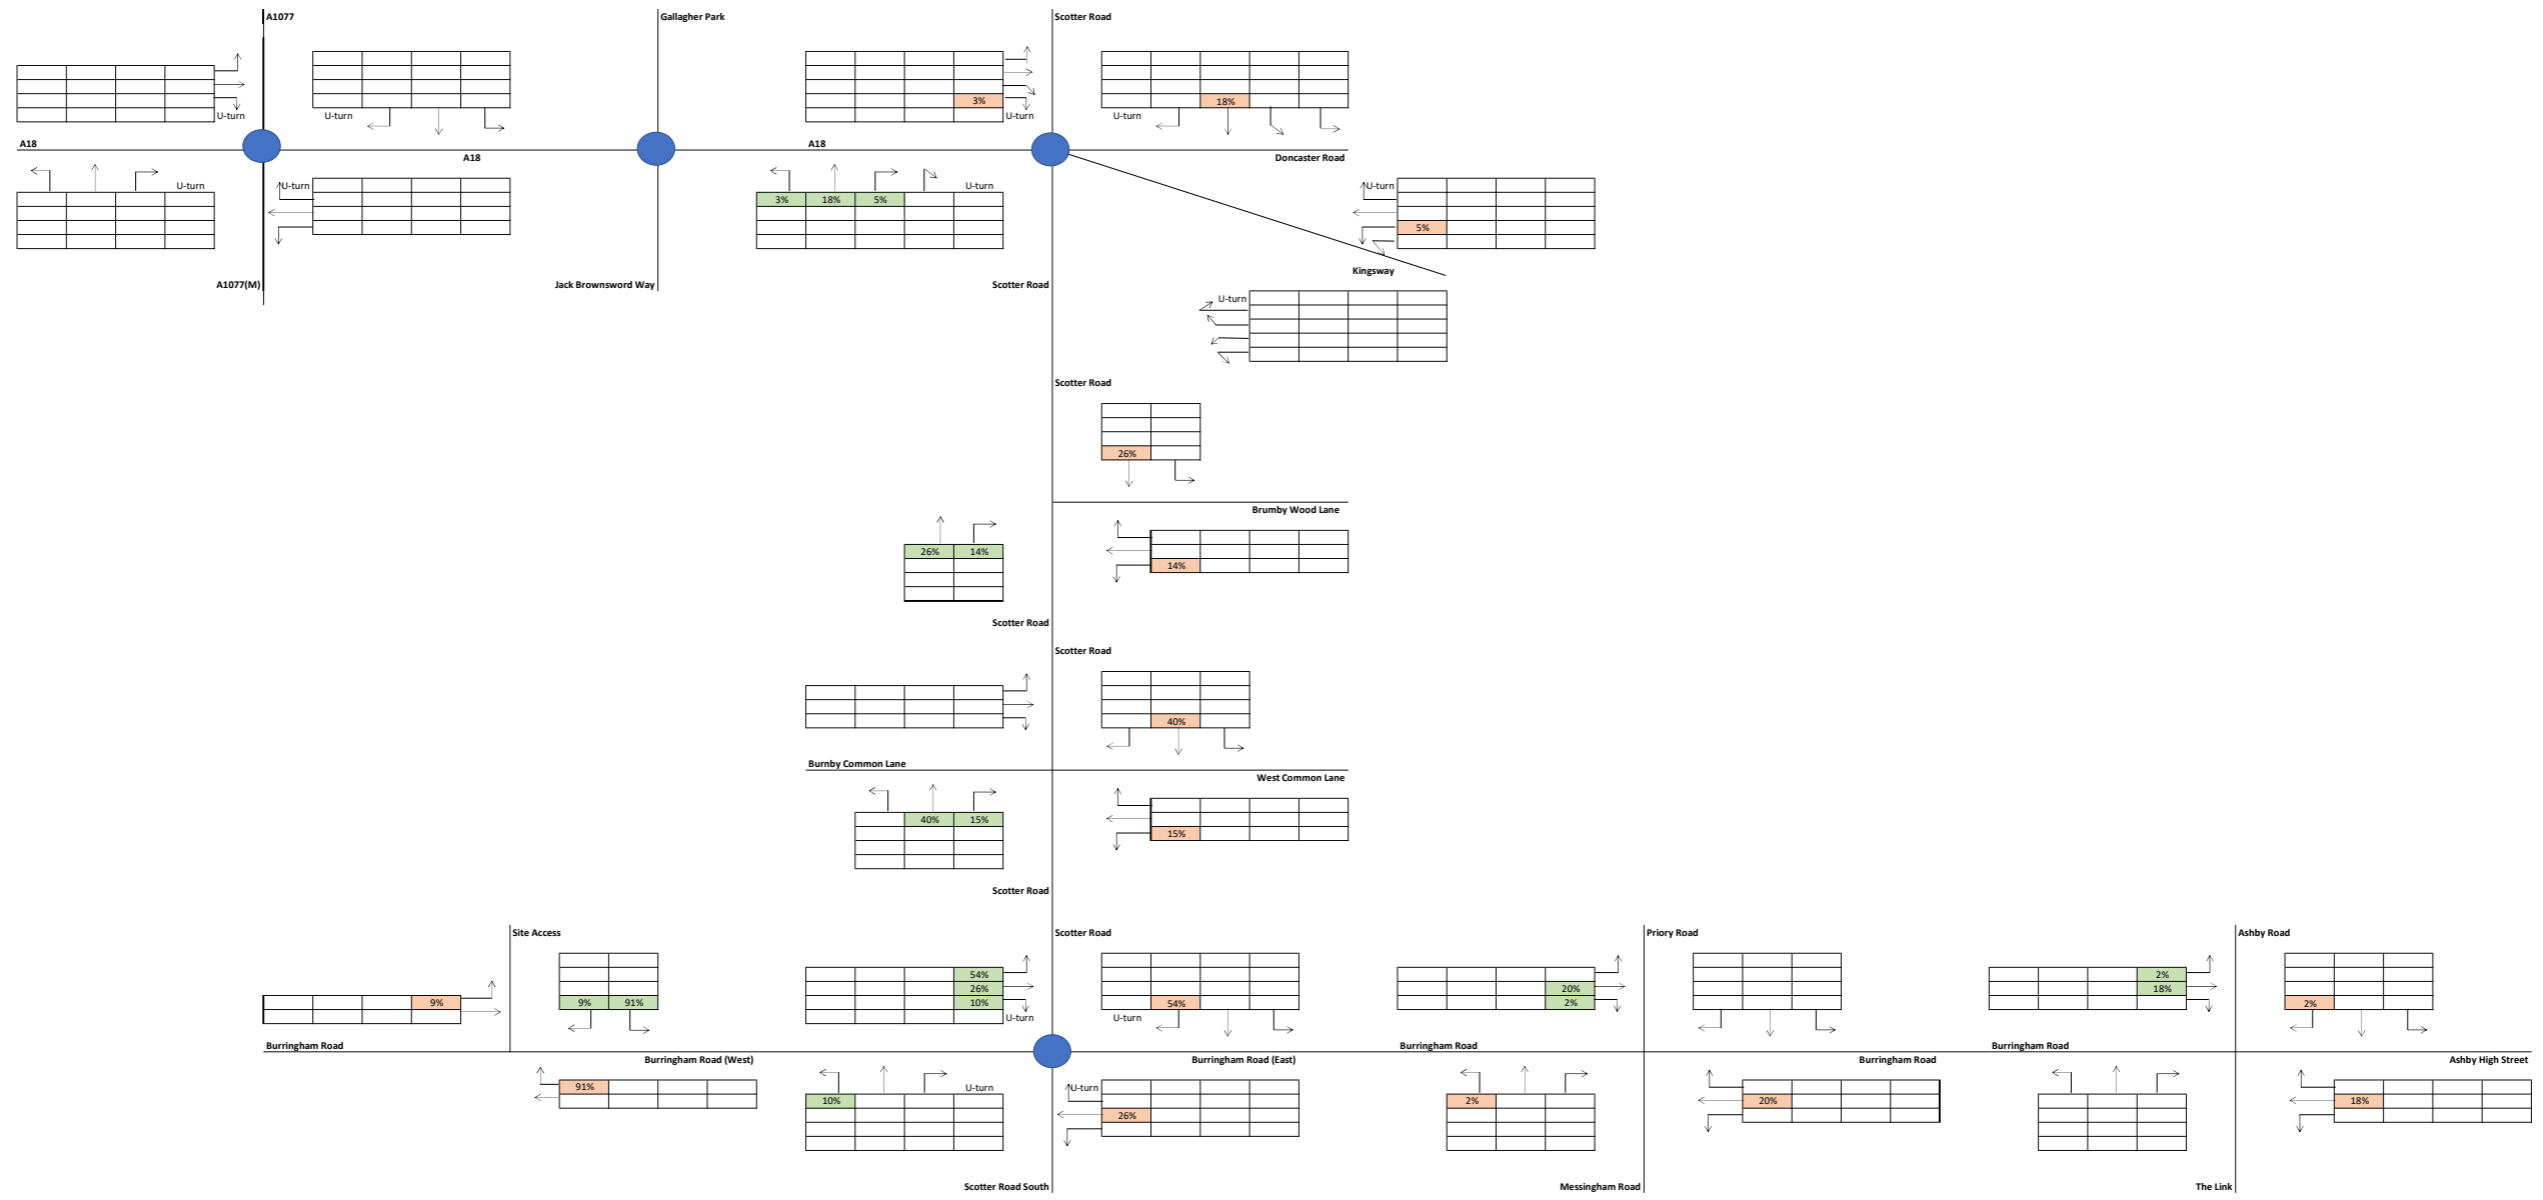 A1077
Gallagher Park
Scotter Road
3%
U-turn
U-turn
U-turn
18%
U-turn
A18
A18
A18
Doncaster Road
U-turn
U-turn
3% 18% 5%
U-turn
U-turn
5%
A1077(M)
Jack Brownsword Way
Scotter Road
Kingsway
U-turn
Scotter Road
26%
Brumby Wood Lane
26% 14%
14%
Scotter Road
Scotter Road
40%
Burnby Common Lane
West Common Lane
40% 15%
15%
Scotter Road
Site Access
Scotter Road
Priory Road
Ashby Road
9%
9% 91%
54%
26%
10%
U-turn
54%
U-turn
20%
2%
2%
18%
2%
Burringham Road
Burringham Road (West)
Burringham Road (East)
Burringham Road
Burringham Road
Burringham Road
Ashby High Street
91%
U-turn
10%
U-turn
26%
2%
20%
18%
Scotter Road South
Messingham Road
The Link